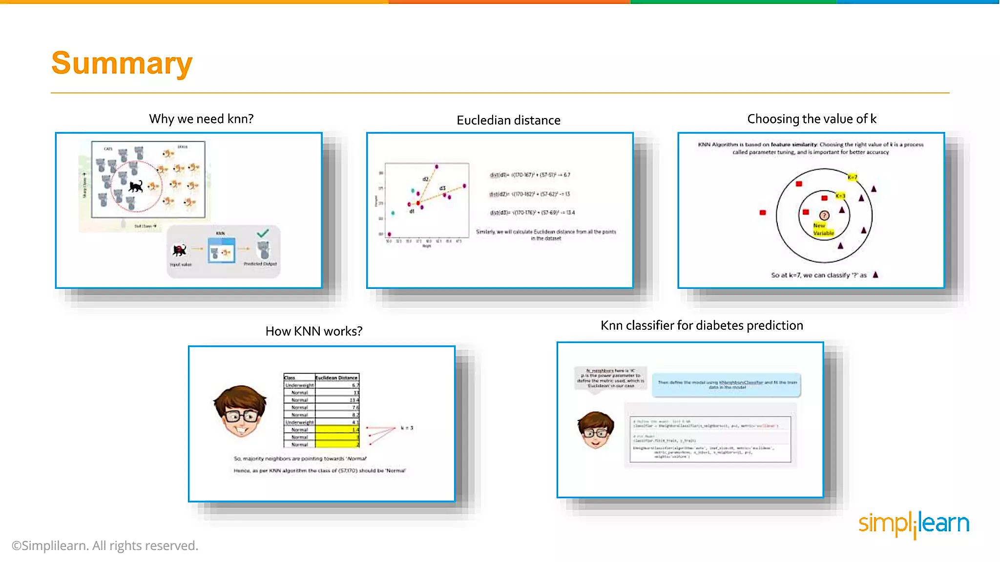 Summary
Why we need knn?
CATS
DOGS
Sharp Claws →
Tail Claws →
KNN
Input value
Predicted Output
Eucledian distance
d2
d3
d1
dist(d1)= √(170-167)² + (57-51)² ~= 6.7
dist(d2)= √(170-182)² + (57-62)² ~= 13
dist(d3)= √(170-176)² + (57-69)² ~= 13.4
Similarly, we will calculate Euclidean distance from all the points
in the dataset
Choosing the value of k
KNN Algorithm is based on feature similarity: Choosing the right value of k is a process
called parameter tuning, and is important for better accuracy
K=7
K=3
?
New
Variable
So at k=7, we can classify '?' as
How KNN works?
Class Euclidean Distance
Underweight 6.7
Normal 13
Normal 13.4
Normal 7.6
Normal 8.2
Underweight 4.1
Normal 1.4
Normal 3
Normal 2
k = 3
So, majority neighbors are pointing towards 'Normal'
Hence, as per KNN algorithm the class of (57,170) should be 'Normal'
Knn classifier for diabetes prediction
N_neighbors here is 'K'
p is the power parameter to
define the metric used, which is
'Euclidean' in our case
Then define the model using KNeighborsClassifier and fit the train
data in the model
classifier.fit(X_train, y_train)
simplilearn
©Simplilearn. All rights reserved.